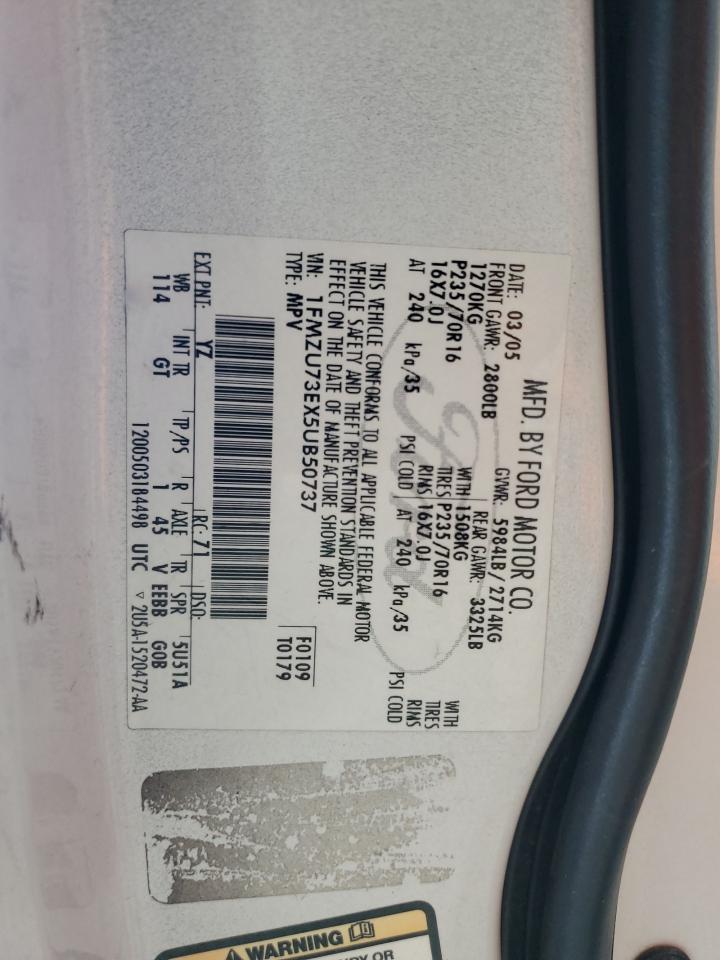 MFD. BY FORD MOTOR CO.
DATE: 03/05 GVWR: 5984LB / 2714KG
FRONT GAWR: 2800LB REAR GAWR: 3325LB
1270KG WITH 1508KG WITH
P235/70R16 TIRES P235/70R16 TIRES
16X7.0J RIMS 16X7.0J RIMS
AT 240 kPa/35 PSI COLD AT 240 kPa/35 PSI COLD
THIS VEHICLE CONFORMS TO ALL APPLICABLE FEDERAL MOTOR
VEHICLE SAFETY AND THEFT PREVENTION STANDARDS IN
EFFECT ON THE DATE OF MANUFACTURE SHOWN ABOVE.
VIN: 1FMZU73EX5UB50737 F0109
TYPE: MPV T0179
EXT PNT: YZ RC: 71 DSO:
WB INT TR TP/PS R AXLE TR SPR 5U51A
114 GT 1 45 V EEBB G0B
1200503184498 UTC ▽ 2U5A-1520472-AA
Ford
WARNING
OR